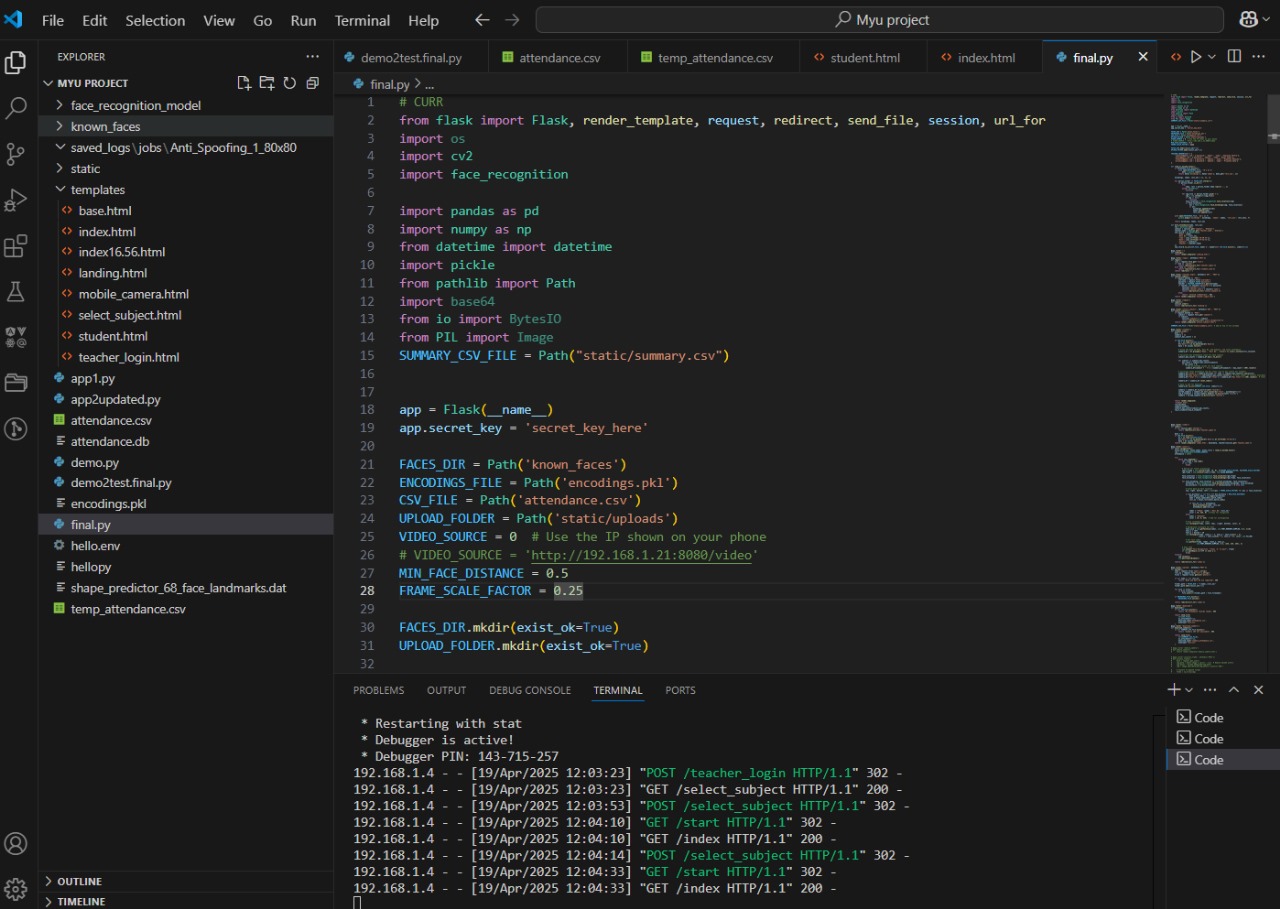 File Edit Selection View Go Run Terminal Help
Myu project
EXPLORER
MYU PROJECT
face_recognition_model
known_faces
saved_logs\jobs\Anti_Spoofing_1_80x80
static
templates
base.html
index.html
index16.56.html
landing.html
mobile_camera.html
select_subject.html
student.html
teacher_login.html
app1.py
app2updated.py
attendance.csv
attendance.db
demo.py
demo2test.final.py
encodings.pkl
final.py
hello.env
hellopy
shape_predictor_68_face_landmarks.dat
temp_attendance.csv
OUTLINE
TIMELINE
demo2test.final.py attendance.csv temp_attendance.csv student.html index.html final.py
final.py > ...
1 # CURR
2 from flask import Flask, render_template, request, redirect, send_file, session, url_for
3 import os
4 import cv2
5 import face_recognition
6
7 import pandas as pd
8 import numpy as np
9 from datetime import datetime
10 import pickle
11 from pathlib import Path
12 import base64
13 from io import BytesIO
14 from PIL import Image
15 SUMMARY_CSV_FILE = Path("static/summary.csv")
16
17
18 app = Flask(__name__)
19 app.secret_key = 'secret_key_here'
20
21 FACES_DIR = Path('known_faces')
22 ENCODINGS_FILE = Path('encodings.pkl')
23 CSV_FILE = Path('attendance.csv')
24 UPLOAD_FOLDER = Path('static/uploads')
25 VIDEO_SOURCE = 0 # Use the IP shown on your phone
26 # VIDEO_SOURCE = 'http://192.168.1.21:8080/video'
27 MIN_FACE_DISTANCE = 0.5
28 FRAME_SCALE_FACTOR = 0.25
29
30 FACES_DIR.mkdir(exist_ok=True)
31 UPLOAD_FOLDER.mkdir(exist_ok=True)
32
PROBLEMS OUTPUT DEBUG CONSOLE TERMINAL PORTS
* Restarting with stat
* Debugger is active!
* Debugger PIN: 143-715-257
192.168.1.4 - - [19/Apr/2025 12:03:23] "POST /teacher_login HTTP/1.1" 302 -
192.168.1.4 - - [19/Apr/2025 12:03:23] "GET /select_subject HTTP/1.1" 200 -
192.168.1.4 - - [19/Apr/2025 12:03:53] "POST /select_subject HTTP/1.1" 302 -
192.168.1.4 - - [19/Apr/2025 12:04:10] "GET /start HTTP/1.1" 302 -
192.168.1.4 - - [19/Apr/2025 12:04:10] "GET /index HTTP/1.1" 200 -
192.168.1.4 - - [19/Apr/2025 12:04:14] "POST /select_subject HTTP/1.1" 302 -
192.168.1.4 - - [19/Apr/2025 12:04:33] "GET /start HTTP/1.1" 302 -
192.168.1.4 - - [19/Apr/2025 12:04:33] "GET /index HTTP/1.1" 200 -
Code
Code
Code